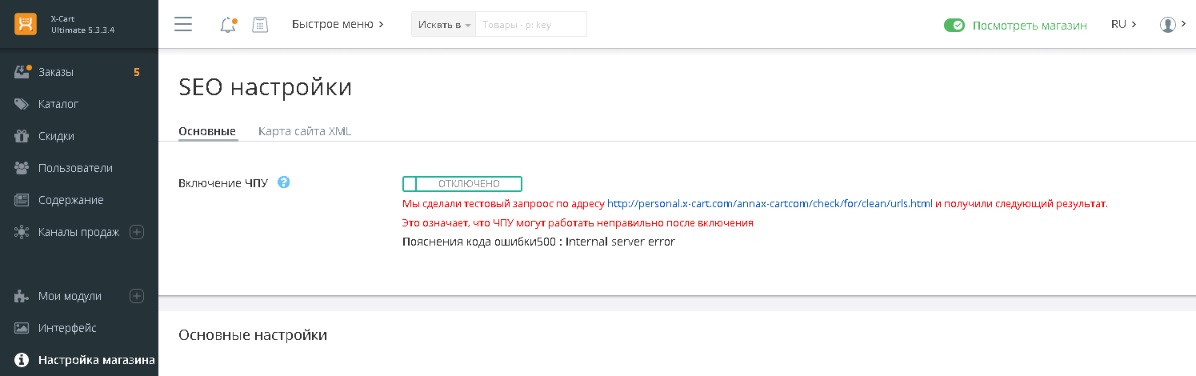 X-Cart
Ultimate 5.3.3.4
Быстрое меню >
Искать в
Товары - p: key
Посмотреть магазин
RU >
Заказы 5
Каталог
Скидки
Пользователи
Содержание
Каналы продаж
Мои модули
Интерфейс
Настройка магазина
SEO настройки
Основные
Карта сайта XML
Включение ЧПУ ?
ОТКЛЮЧЕНО
Мы сделали тестовый запроос по адресу http://personal.x-cart.com/annax-cartcom/check/for/clean/urls.html и получили следующий результат.
Это означает, что ЧПУ могут работать неправильно после включения
Пояснения кода ошибки500 : Internal server error
Основные настройки